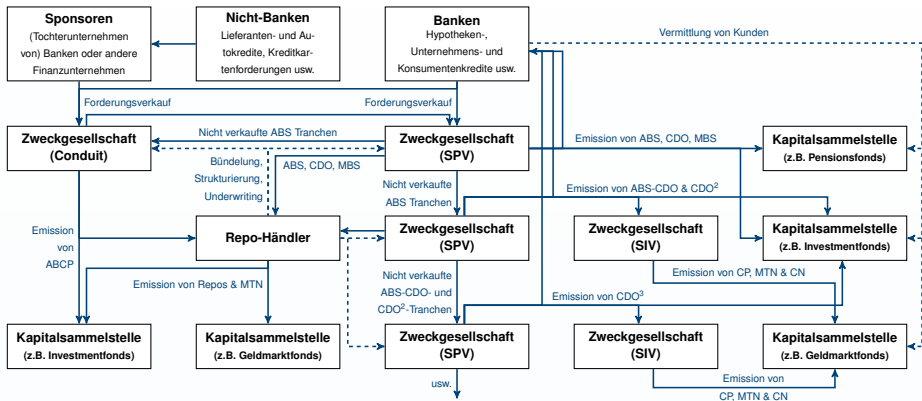 Sponsoren
(Tochterunternehmen
von) Banken oder andere
Finanzunternehmen
Nicht-Banken
Lieferanten- und Au-
tokredite, Kreditkar-
tenforderungen usw.
Banken
Hypotheken-,
Unternehmens- und
Konsumentenkredite usw.
Vermittlung von Kunden
Forderungsverkauf
Forderungsverkauf
Zweckgesellschaft
(Conduit)
Nicht verkaufte ABS Tranchen
Zweckgesellschaft
(SPV)
Emission von ABS, CDO, MBS
Kapitalsammelstelle
(z.B. Pensionsfonds)
Bündelung,
Strukturierung,
Underwriting
ABS, CDO, MBS
Nicht verkaufte
ABS Tranchen
Emission von ABS-CDO & CDO²
Emission
von
ABCP
Repo-Händler
Zweckgesellschaft
(SPV)
Zweckgesellschaft
(SIV)
Kapitalsammelstelle
(z.B. Investmentfonds)
Emission von Repos & MTN
Nicht verkaufte
ABS-CDO- und
CDO²-Tranchen
Emission von CP, MTN & CN
Emission von CDO³
Kapitalsammelstelle
(z.B. Investmentfonds)
Kapitalsammelstelle
(z.B. Geldmarktfonds)
Zweckgesellschaft
(SPV)
Zweckgesellschaft
(SIV)
Kapitalsammelstelle
(z.B. Geldmarktfonds)
usw.
Emission von
CP, MTN & CN